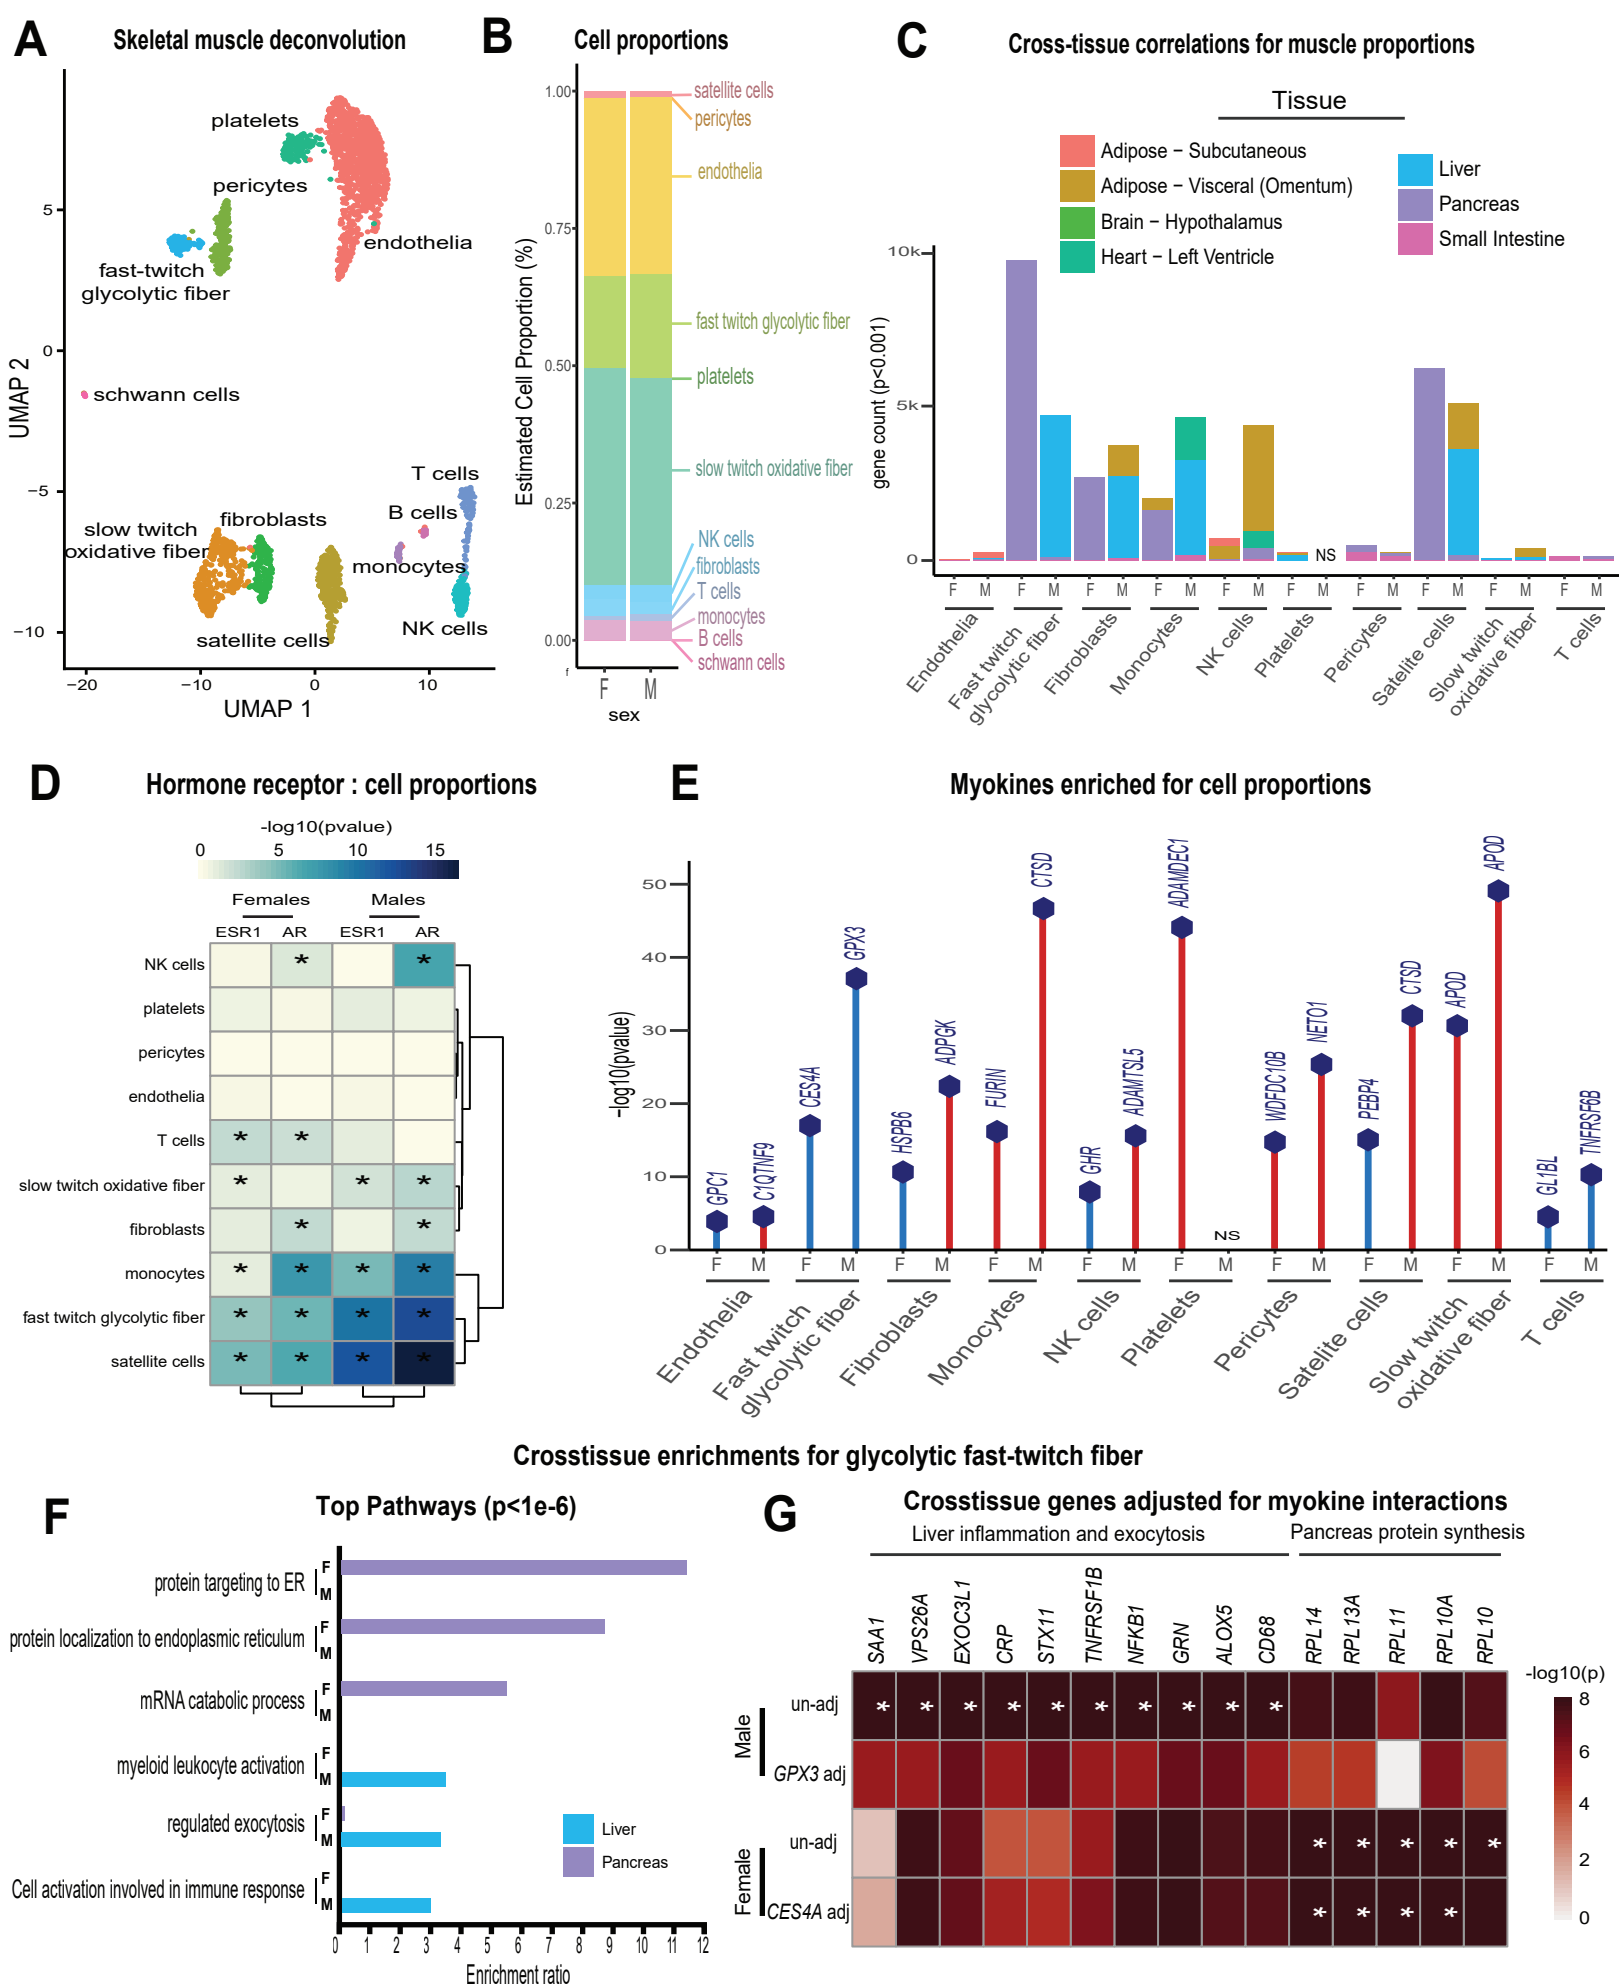 A
Skeletal muscle deconvolution
platelets
pericytes
endothelia
fast-twitch
glycolytic fiber
schwann cells
T cells
B cells
fibroblasts
slow twitch
oxidative fiber
monocytes
satellite cells
NK cells
5
0
−5
−10
−20
−10
0
10
UMAP 2
UMAP 1
B
Cell proportions
1.00
0.75
0.50
0.25
0.00
Estimated Cell Proportion (%)
satellite cells
pericytes
endothelia
fast twitch glycolytic fiber
platelets
slow twitch oxidative fiber
NK cells
fibroblasts
T cells
monocytes
B cells
schwann cells
f
F
M
sex
C
Cross-tissue correlations for muscle proportions
Tissue
Adipose − Subcutaneous
Adipose − Visceral (Omentum)
Brain − Hypothalamus
Heart − Left Ventricle
Liver
Pancreas
Small Intestine
10k
5k
0
gene count (p<0.001)
NS
F M F M F M F M F M F M F M F M F M F M
Endothelia
Fast twitch
glycolytic fiber
Fibroblasts
Monocytes
NK cells
Platelets
Pericytes
Satelite cells
Slow twitch
oxidative fiber
T cells
D
Hormone receptor : cell proportions
-log10(pvalue)
0 5 10 15
Females Males
ESR1 AR ESR1 AR
NK cells * *
platelets
pericytes
endothelia
T cells * *
slow twitch oxidative fiber * * *
fibroblasts * *
monocytes * * * *
fast twitch glycolytic fiber * * * *
satellite cells * * * *
E
Myokines enriched for cell proportions
50
40
30
20
10
0
−log10(pvalue)
GPC1
C1QTNF9
CES4A
GPX3
HSPB6
ADPGK
FURIN
CTSD
GHR
ADAMTSL5
ADAMDEC1
NS
WDFDC10B
NETO1
PEBP4
CTSD
APOD
APOD
GL1BL
TNFRSF6B
F M F M F M F M F M F M F M F M F M F M
Endothelia
Fast twitch
glycolytic fiber
Fibroblasts
Monocytes
NK cells
Platelets
Pericytes
Satelite cells
Slow twitch
oxidative fiber
T cells
Crosstissue enrichments for glycolytic fast-twitch fiber
F
Top Pathways (p<1e-6)
protein targeting to ER F M
protein localization to endoplasmic reticulum F M
mRNA catabolic process F M
myeloid leukocyte activation F M
regulated exocytosis F M
Cell activation involved in immune response F M
Liver
Pancreas
0 1 2 3 4 5 6 7 8 9 10 11 12
Enrichment ratio
G
Crosstissue genes adjusted for myokine interactions
Liver inflammation and exocytosis
Pancreas protein synthesis
SAA1
VPS26A
EXOC3L1
CRP
STX11
TNFRSF1B
NFKB1
GRN
ALOX5
CD68
RPL14
RPL13A
RPL11
RPL10A
RPL10
Male
un-adj * * * * * * * * * *
GPX3 adj
Female
un-adj * * * * *
CES4A adj * * * *
-log10(p)
8
6
4
2
0